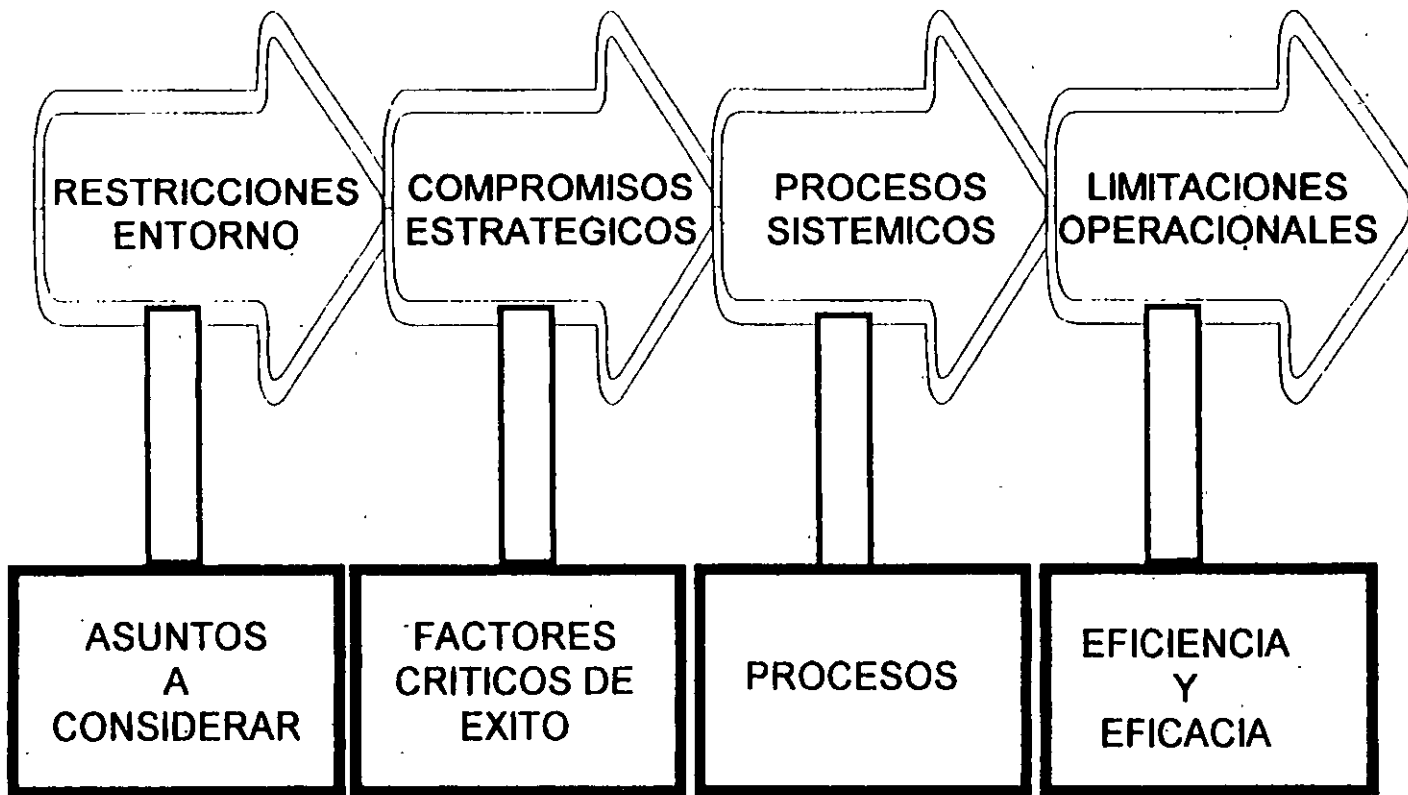 RESTRICCIONES
ENTORNO
COMPROMISOS
ESTRATEGICOS
PROCESOS
SISTEMICOS
LIMITACIONES
OPERACIONALES
ASUNTOS
A
CONSIDERAR
FACTORES
CRITICOS DE
EXITO
PROCESOS
EFICIENCIA
Y
EFICACIA